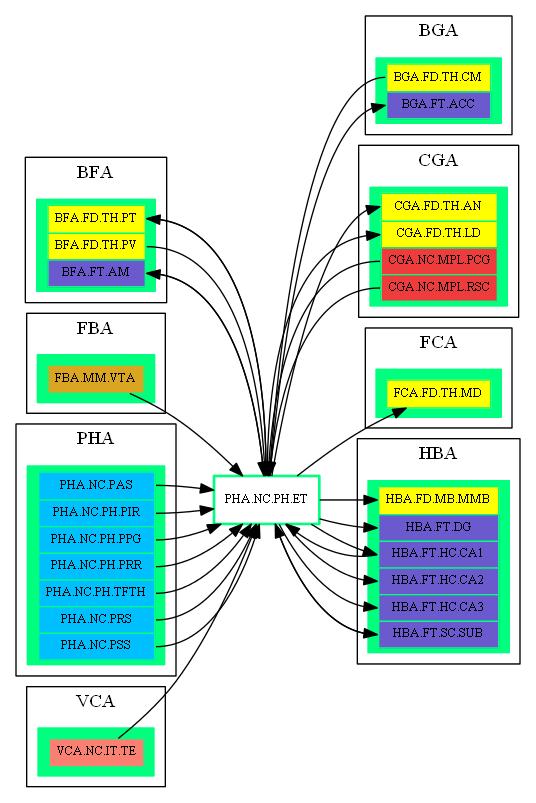 BGA
BGA.FD.TH.CM
BGA.FT.ACC
CGA
CGA.FD.TH.AN
CGA.FD.TH.LD
CGA.NC.MPL.PCG
CGA.NC.MPL.RSC
BFA
BFA.FD.TH.PT
BFA.FD.TH.PV
BFA.FT.AM
FBA
FBA.MM.VTA
FCA
FCA.FD.TH.MD
PHA
PHA.NC.PAS
PHA.NC.PH.PIR
PHA.NC.PH.PPG
PHA.NC.PH.PRR
PHA.NC.PH.TFTH
PHA.NC.PRS
PHA.NC.PSS
PHA.NC.PH.ET
HBA
HBA.FD.MB.MMB
HBA.FT.DG
HBA.FT.HC.CA1
HBA.FT.HC.CA2
HBA.FT.HC.CA3
HBA.FT.SC.SUB
VCA
VCA.NC.IT.TE